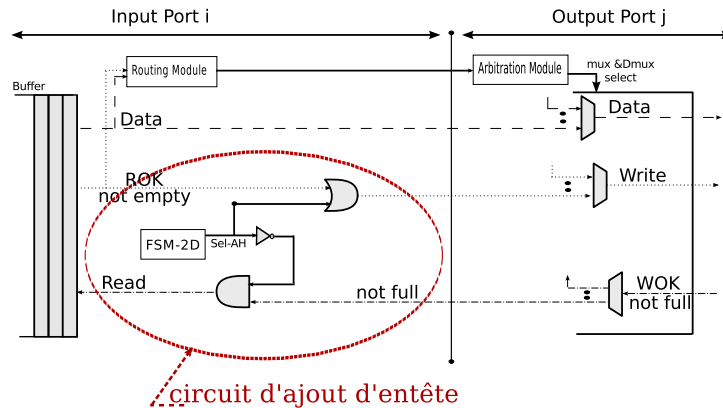 Input Port i
Output Port j
Routing Module
Arbitration Module
mux &Dmux
select
Buffer
Data
Data
ROK
not empty
Write
FSM-2D
Sel-AH
Read
not full
WOK
not full
circuit d'ajout d'entête